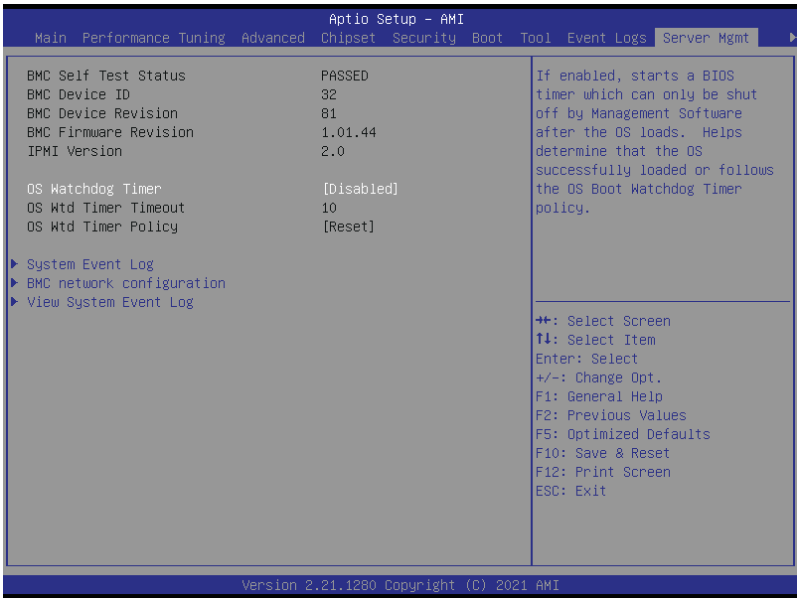 Aptio Setup – AMI
Main Performance Tuning Advanced Chipset Security Boot Tool Event Logs Server Mgmt
BMC Self Test Status PASSED
BMC Device ID 32
BMC Device Revision 81
BMC Firmware Revision 1.01.44
IPMI Version 2.0
OS Watchdog Timer [Disabled]
OS Wtd Timer Timeout 10
OS Wtd Timer Policy [Reset]
System Event Log
BMC network configuration
View System Event Log
If enabled, starts a BIOS
timer which can only be shut
off by Management Software
after the OS loads. Helps
determine that the OS
successfully loaded or follows
the OS Boot Watchdog Timer
policy.
→←: Select Screen
↑↓: Select Item
Enter: Select
+/-: Change Opt.
F1: General Help
F2: Previous Values
F5: Optimized Defaults
F10: Save & Reset
F12: Print Screen
ESC: Exit
Version 2.21.1280 Copyright (C) 2021 AMI